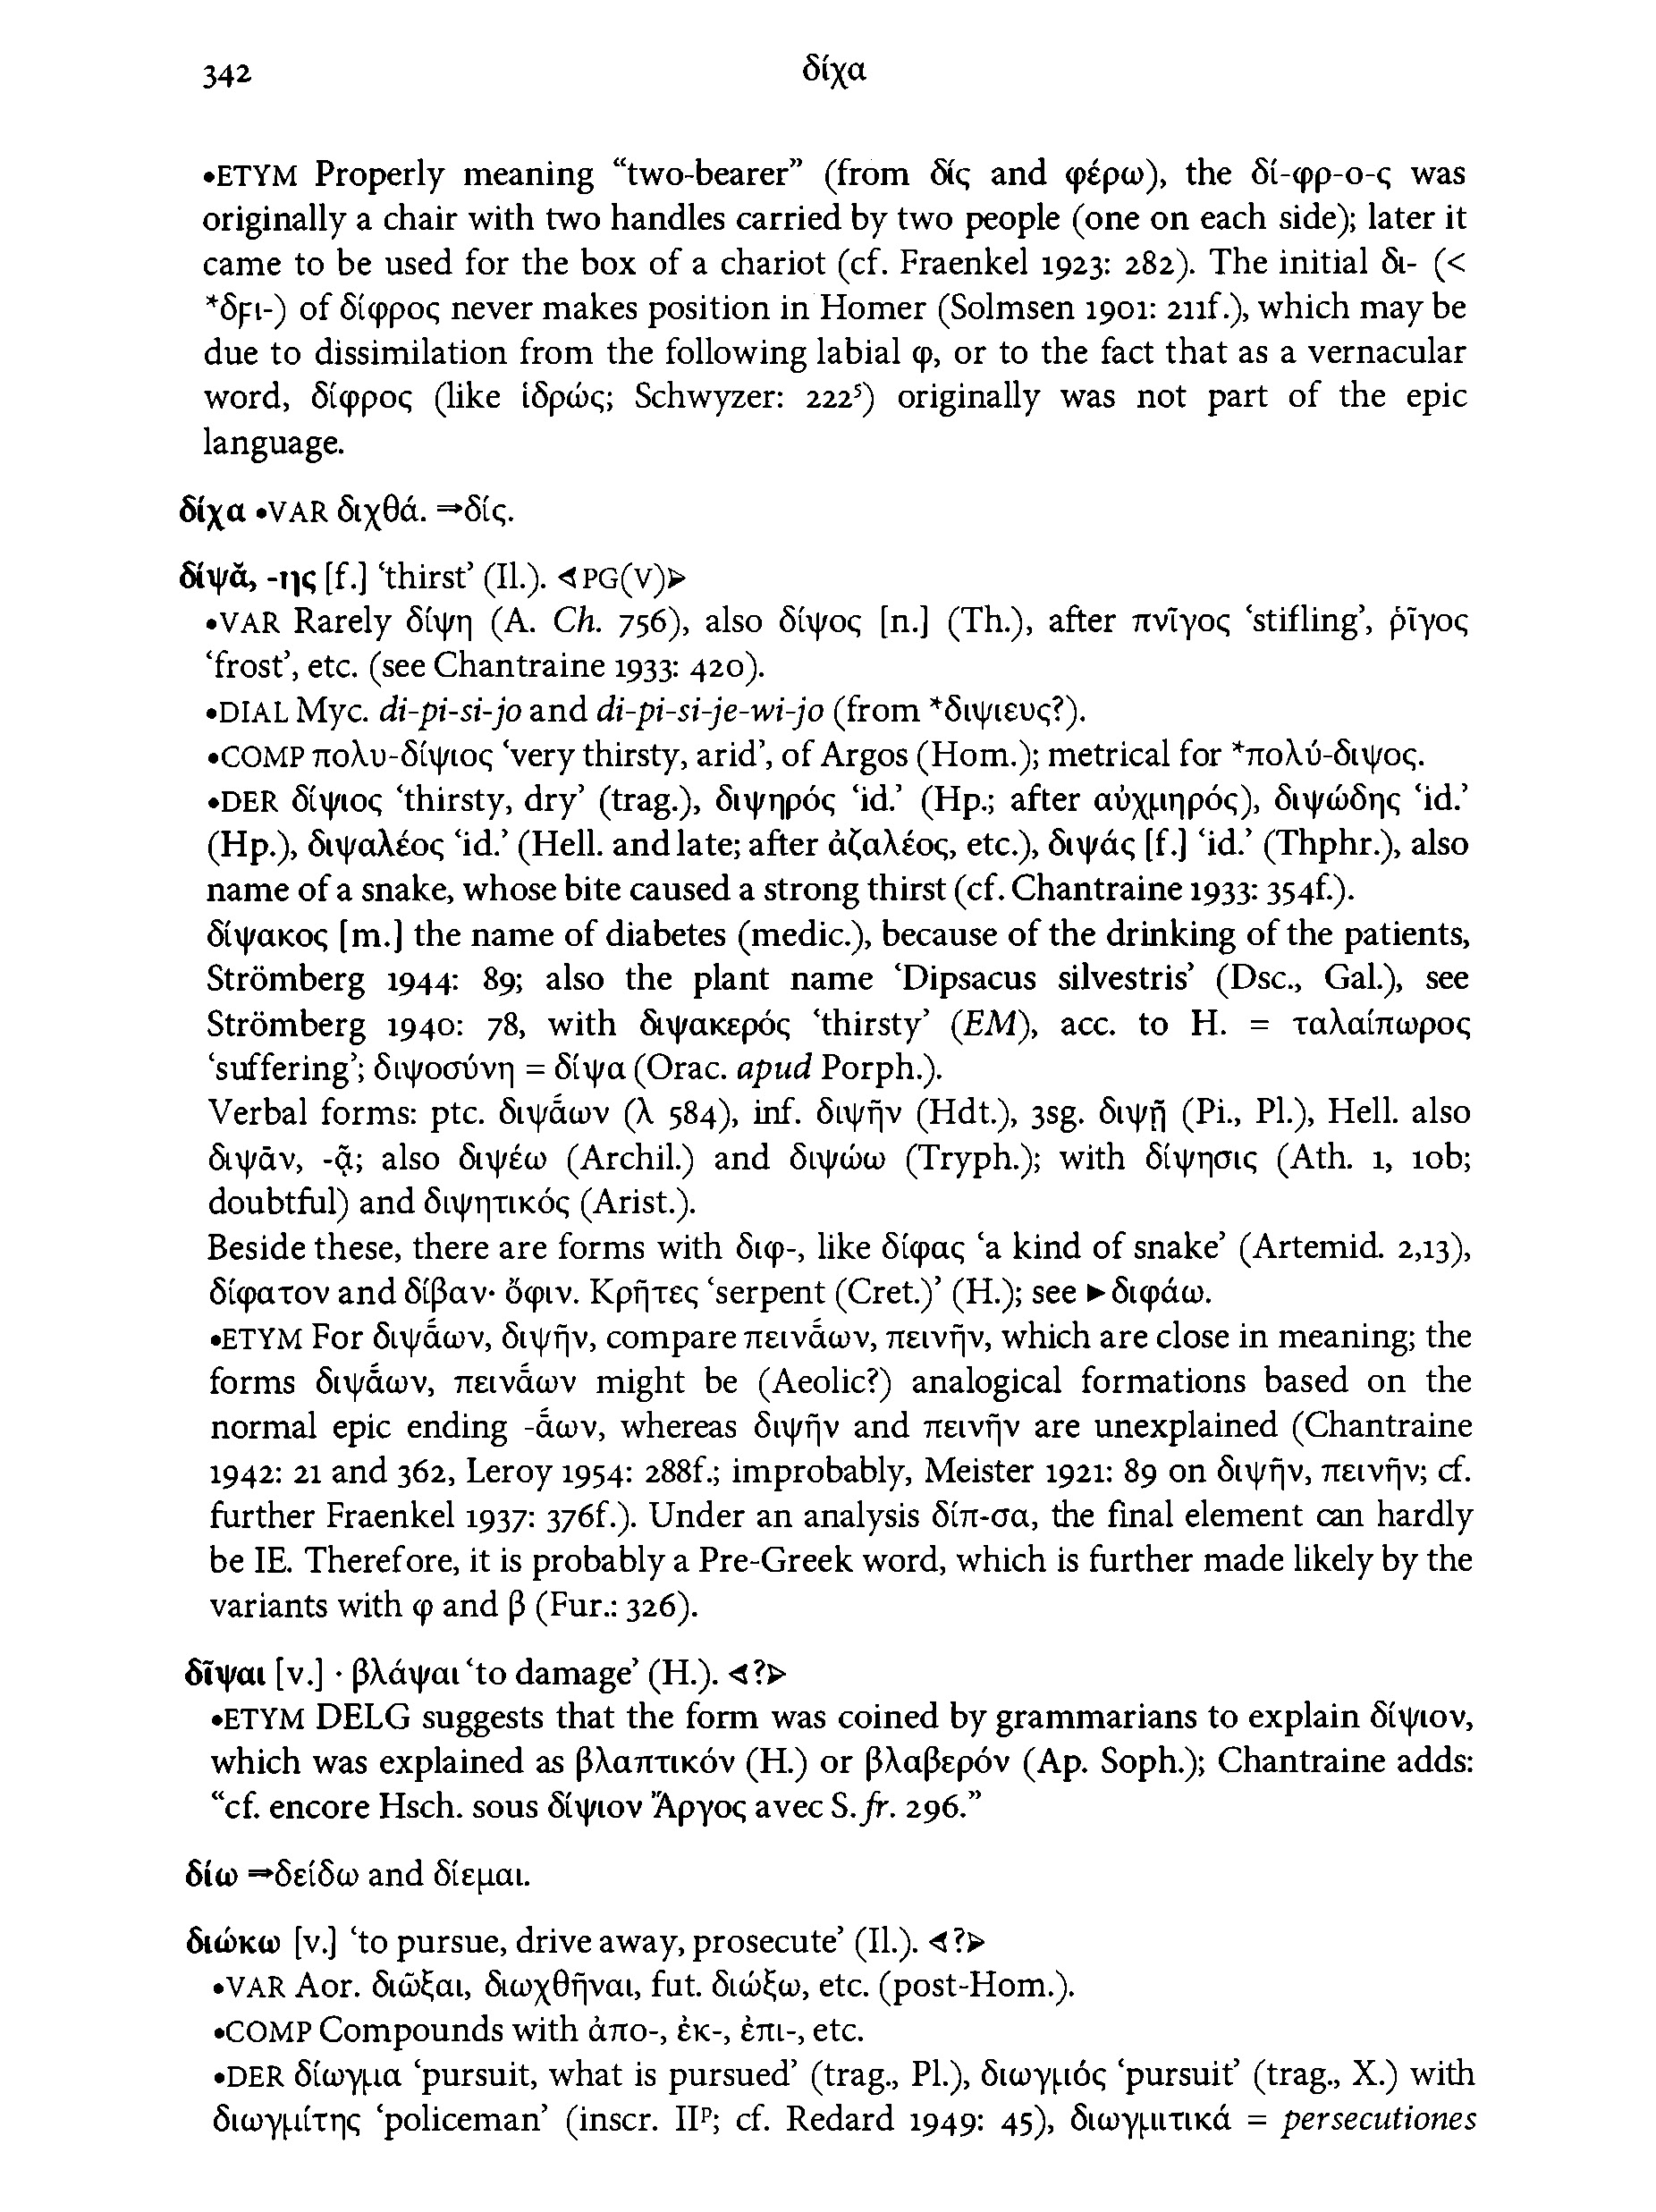 342 δίχα
•ETYM Properly meaning “two-bearer” (from δίς and φέρω), the δί-φρ-ο-ς was
originally a chair with two handles carried by two people (one on each side); later it
came to be used for the box of a chariot (cf. Fraenkel 1923: 282). The initial δι- (<
*δϝι-) of δίφρος never makes position in Homer (Solmsen 1901: 211f.), which may be
due to dissimilation from the following labial φ, or to the fact that as a vernacular
word, δίφρος (like ἱδρώς; Schwyzer: 222⁵) originally was not part of the epic
language.
δίχα •VAR διχθά. ⇒δίς.
δίψᾰ, -ης [f.] ‘thirst’ (Il.). ◁PG(V)▷
•VAR Rarely δίψη (A. Ch. 756), also δίψος [n.] (Th.), after πνῖγος ‘stifling’, ῥῖγος
‘frost’, etc. (see Chantraine 1933: 420).
•DIAL Myc. di-pi-si-jo and di-pi-si-je-wi-jo (from *διψιευς?).
•COMP πολυ-δίψιος ‘very thirsty, arid’, of Argos (Hom.); metrical for *πολύ-διψος.
•DER δίψιος ‘thirsty, dry’ (trag.), διψηρός ‘id.’ (Hp.; after αὐχμηρός), διψώδης ‘id.’
(Hp.), διψαλέος ‘id.’ (Hell. and late; after ἀζαλέος, etc.), διψάς [f.] ‘id.’ (Thphr.), also
name of a snake, whose bite caused a strong thirst (cf. Chantraine 1933: 354f.).
δίψακος [m.] the name of diabetes (medic.), because of the drinking of the patients,
Strömberg 1944: 89; also the plant name ‘Dipsacus silvestris’ (Dsc., Gal.), see
Strömberg 1940: 78, with διψακερός ‘thirsty’ (EM), acc. to H. = ταλαίπωρος
‘suffering’; διψοσύνη = δίψα (Orac. apud Porph.).
Verbal forms: ptc. διψά̄ων (λ 584), inf. διψῆν (Hdt.), 3sg. διψῇ (Pi., Pl.), Hell. also
διψᾶν, -ᾷ; also διψέω (Archil.) and διψώω (Tryph.); with δίψησις (Ath. 1, 10b;
doubtful) and διψητικός (Arist.).
Beside these, there are forms with διφ-, like δίφας ‘a kind of snake’ (Artemid. 2,13),
δίφατον and δίβαν· ὄφιν. Κρῆτες ‘serpent (Cret.)’ (H.); see ►διφάω.
•ETYM For διψά̄ων, διψῆν, compare πεινά̄ων, πεινῆν, which are close in meaning; the
forms διψά̄ων, πεινά̄ων might be (Aeolic?) analogical formations based on the
normal epic ending -ά̄ων, whereas διψῆν and πεινῆν are unexplained (Chantraine
1942: 21 and 362, Leroy 1954: 288f.; improbably, Meister 1921: 89 on διψῆν, πεινῆν; cf.
further Fraenkel 1937: 376f.). Under an analysis δίπ-σα, the final element can hardly
be IE. Therefore, it is probably a Pre-Greek word, which is further made likely by the
variants with φ and β (Fur.: 326).
δῖψαι [v.] · βλάψαι ‘to damage’ (H.). ◁?▷
•ETYM DELG suggests that the form was coined by grammarians to explain δίψιον,
which was explained as βλαπτικόν (H.) or βλαβερόν (Ap. Soph.); Chantraine adds:
“cf. encore Hsch. sous δίψιον Ἄργος avec S. fr. 296.”
δίω ⇒δείδω and δίεμαι.
διώκω [v.] ‘to pursue, drive away, prosecute’ (Il.). ◁?▷
•VAR Aor. διῶξαι, διωχθῆναι, fut. διώξω, etc. (post-Hom.).
•COMP Compounds with ἀπο-, ἐκ-, ἐπι-, etc.
•DER δίωγμα ‘pursuit, what is pursued’ (trag., Pl.), διωγμός ‘pursuit’ (trag., X.) with
διωγμίτης ‘policeman’ (inscr. IIᵖ; cf. Redard 1949: 45), διωγμιτικά = persecutiones